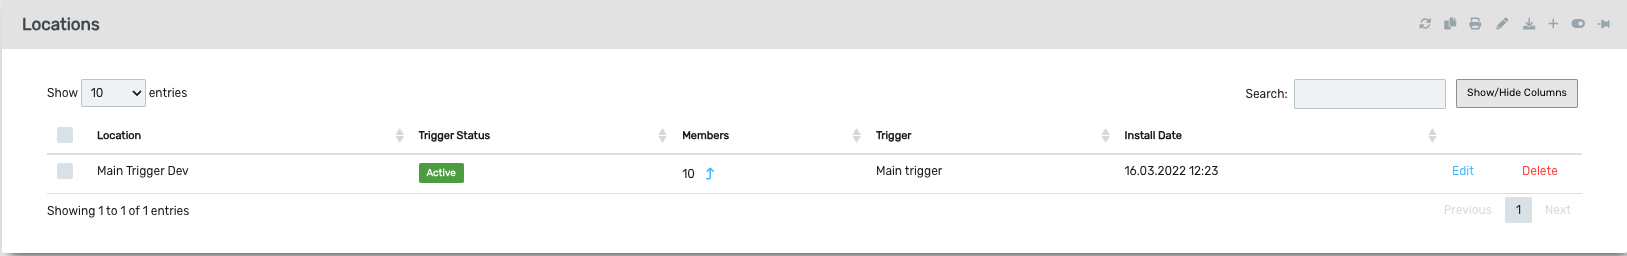 Locations
Show 10 entries
Search:
Show/Hide Columns
Location Trigger Status Members Trigger Install Date
Main Trigger Dev Active 10 Main trigger 16.03.2022 12:23 Edit Delete
Showing 1 to 1 of 1 entries
Previous 1 Next